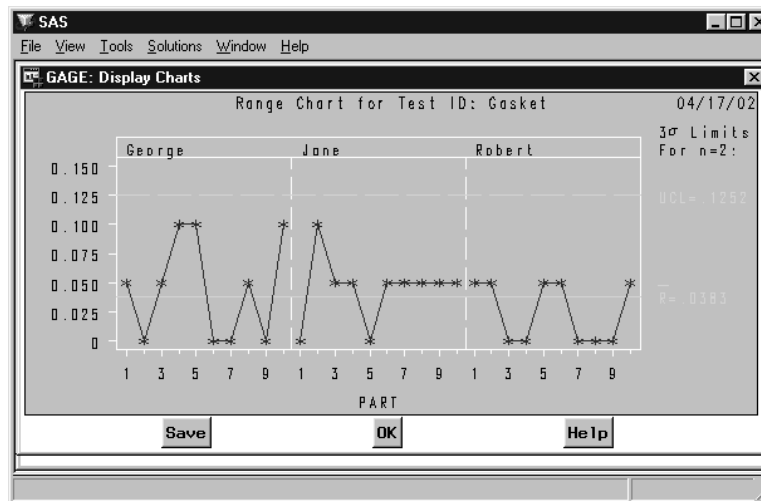 SAS
File View Tools Solutions Window Help
GAGE: Display Charts
Range Chart for Test ID: Gasket 04/17/02
3σ Limits
For n=2:
George Jane Robert
0.150
0.125
UCL=.1252
0.100
0.075
0.050
R̅=.0383
0.025
0
1 3 5 7 9 1 3 5 7 9 1 3 5 7 9
PART
Save OK Help